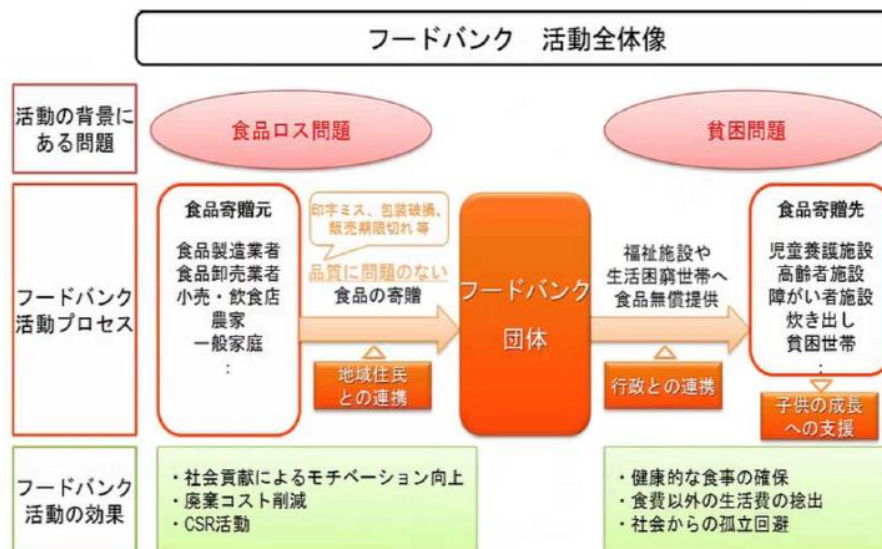 フードバンク 活動全体像
活動の背景に
ある問題
食品ロス問題
貧困問題
フードバンク
活動プロセス
食品寄贈元
食品製造業者
食品卸売業者
小売・飲食店
農家
一般家庭
:
印字ミス、包装破損、
販売期限切れ 等
品質に問題のない
食品の寄贈
地域住民
との連携
フードバンク
団体
福祉施設や
生活困窮世帯へ
食品無償提供
行政との連携
食品寄贈先
児童養護施設
高齢者施設
障がい者施設
炊き出し
貧困世帯
:
子供の成長
への支援
フードバンク
活動の効果
・社会貢献によるモチベーション向上
・廃棄コスト削減
・CSR活動
・健康的な食事の確保
・食費以外の生活費の捻出
・社会からの孤立回避